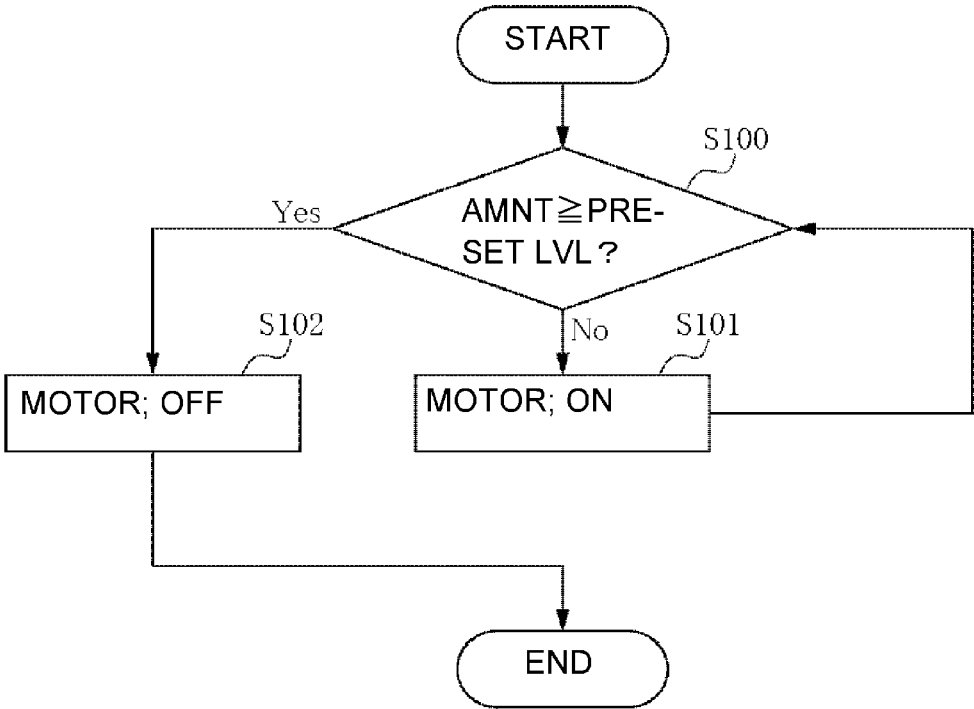 START
S100
AMNT≧PRE-
SET LVL?
Yes
No
S102
S101
MOTOR; OFF
MOTOR; ON
END